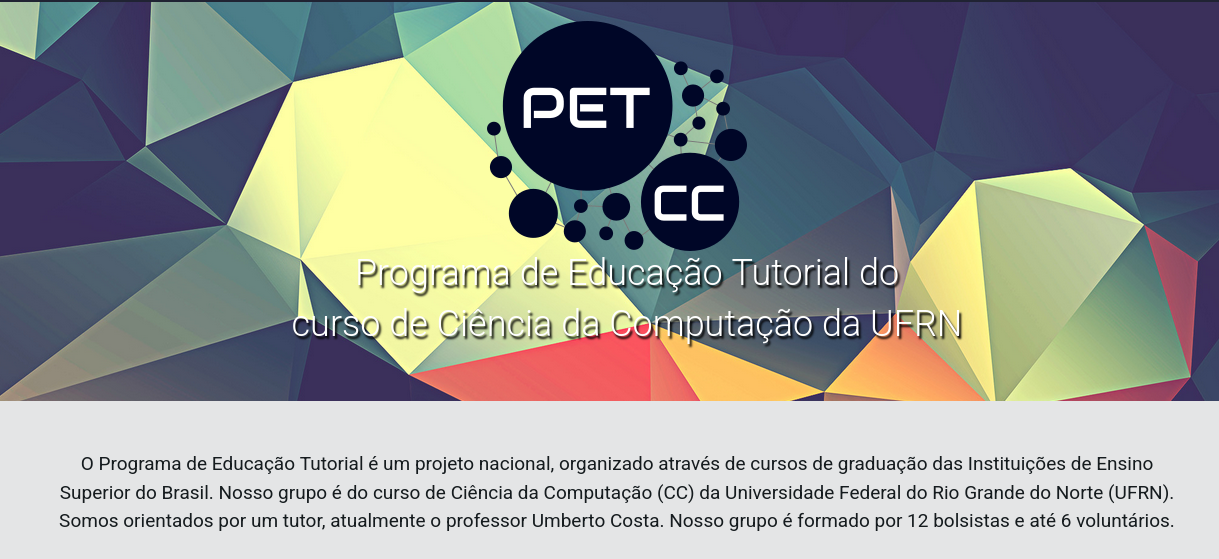 PET
CC
Programa de Educação Tutorial do
curso de Ciência da Computação da UFRN
O Programa de Educação Tutorial é um projeto nacional, organizado através de cursos de graduação das Instituições de Ensino
Superior do Brasil. Nosso grupo é do curso de Ciência da Computação (CC) da Universidade Federal do Rio Grande do Norte (UFRN).
Somos orientados por um tutor, atualmente o professor Umberto Costa. Nosso grupo é formado por 12 bolsistas e até 6 voluntários.